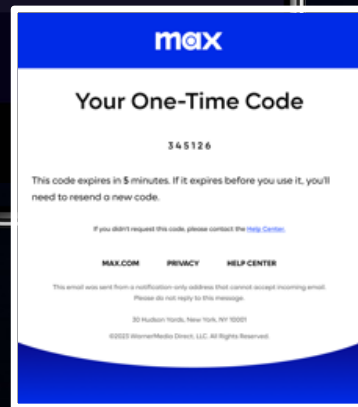 max
Your One-Time Code
345126
This code expires in 5 minutes. If it expires before you use it, you'll
need to resend a new code.
If you didn't request this code, please contact the Help Center.
MAX.COM PRIVACY HELP CENTER
This email was sent from a notification-only address that cannot accept incoming email.
Please do not reply to this message.
30 Hudson Yards, New York, NY 10001
©2023 WarnerMedia Direct, LLC. All Rights Reserved.